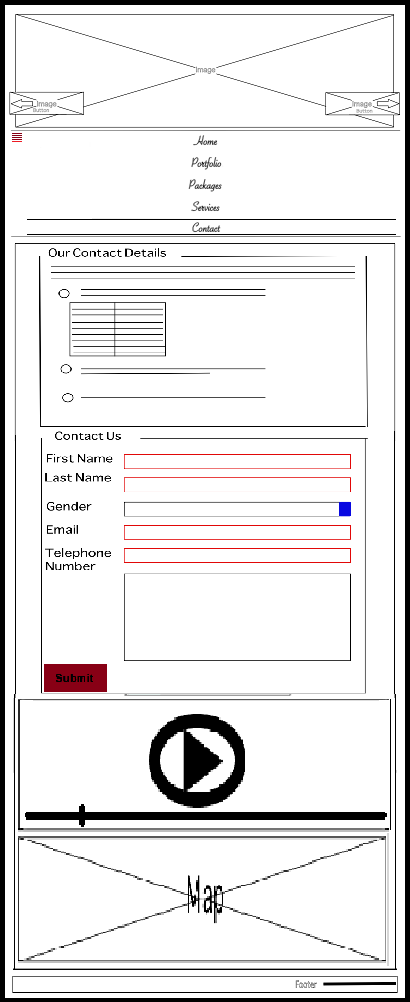 Image
Image
Button
Image
Button
Home
Portfolio
Packages
Services
Contact
Our Contact Details
Contact Us
First Name
Last Name
Gender
Email
Telephone
Number
Submit
Map
Footer